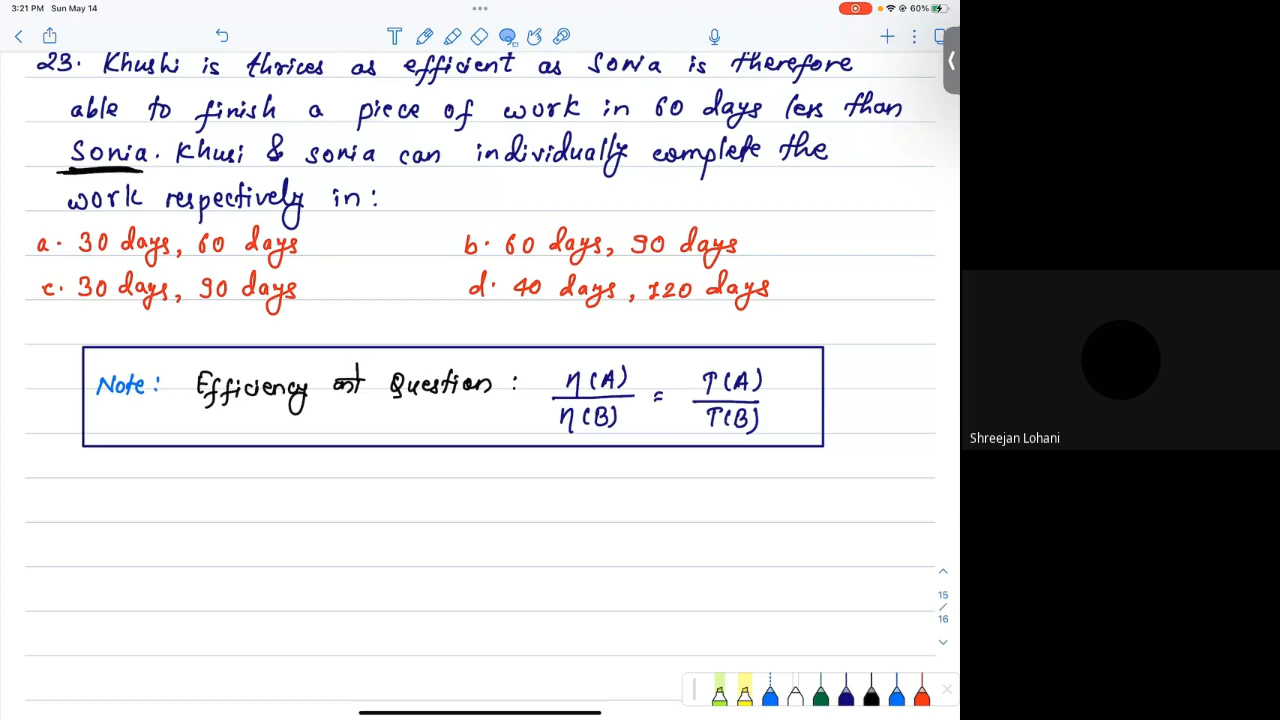 3:21 PM Sun May 14
60%
23. Khushi is thrices as efficient as Sonia is therefore
able to finish a piece of work in 60 days less than
Sonia. Khusi & sonia can individually complete the
work respectively in:
a. 30 days, 60 days
b. 60 days, 90 days
c. 30 days, 90 days
d. 40 days, 120 days
Note: Efficiency Question : η(A)/η(B) = T(A)/T(B)
15
/
16
Shreejan Lohani